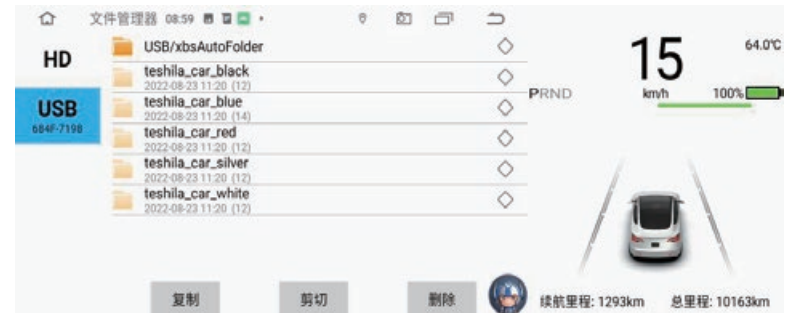 文件管理器 08:59
HD
USB
684F-7198
USB/xbsAutoFolder
teshila_car_black
2022-08-23 11:20 (12)
teshila_car_blue
2022-08-23 11:20 (14)
teshila_car_red
2022-08-23 11:20 (12)
teshila_car_silver
2022-08-23 11:20 (12)
teshila_car_white
2022-08-23 11:20 (12)
复制
剪切
删除
15
km/h
64.0℃
PRND
100%
续航里程: 1293km
总里程: 10163km